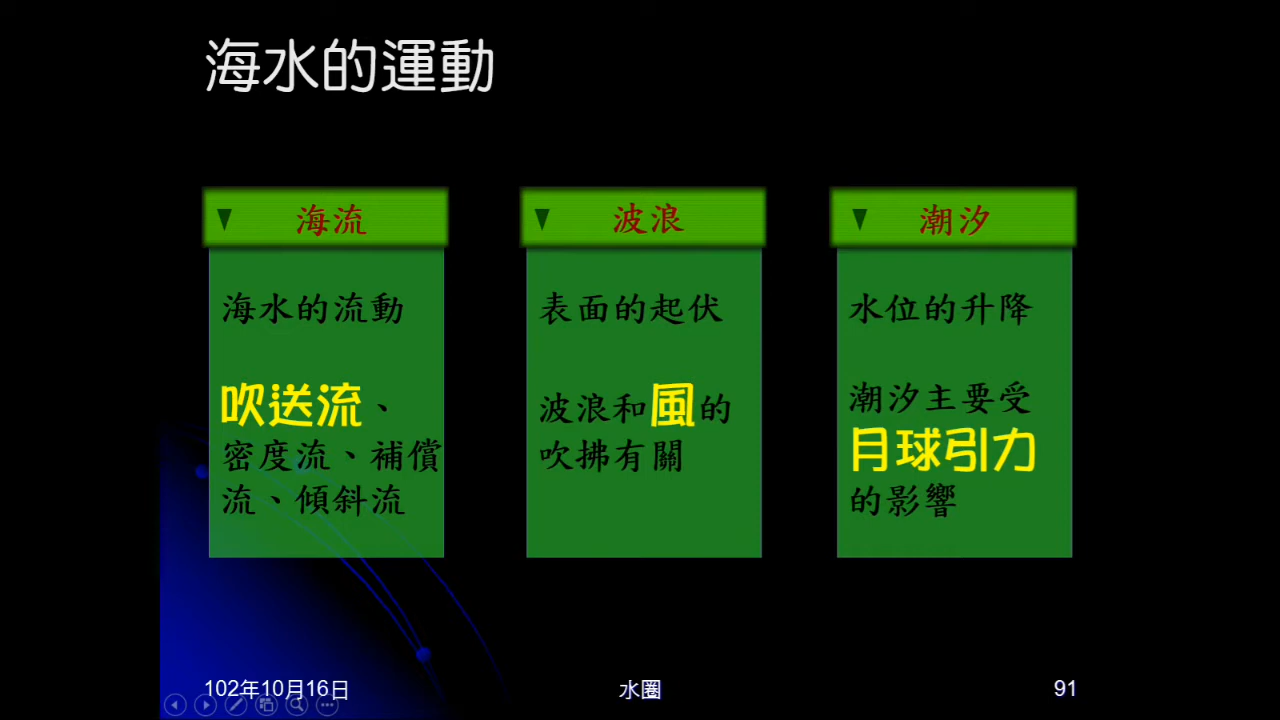 海水的運動
海流
海水的流動
吹送流、
密度流、補償
流、傾斜流
波浪
表面的起伏
波浪和風的
吹拂有關
潮汐
水位的升降
潮汐主要受
月球引力
的影響
102年10月16日
水圈
91